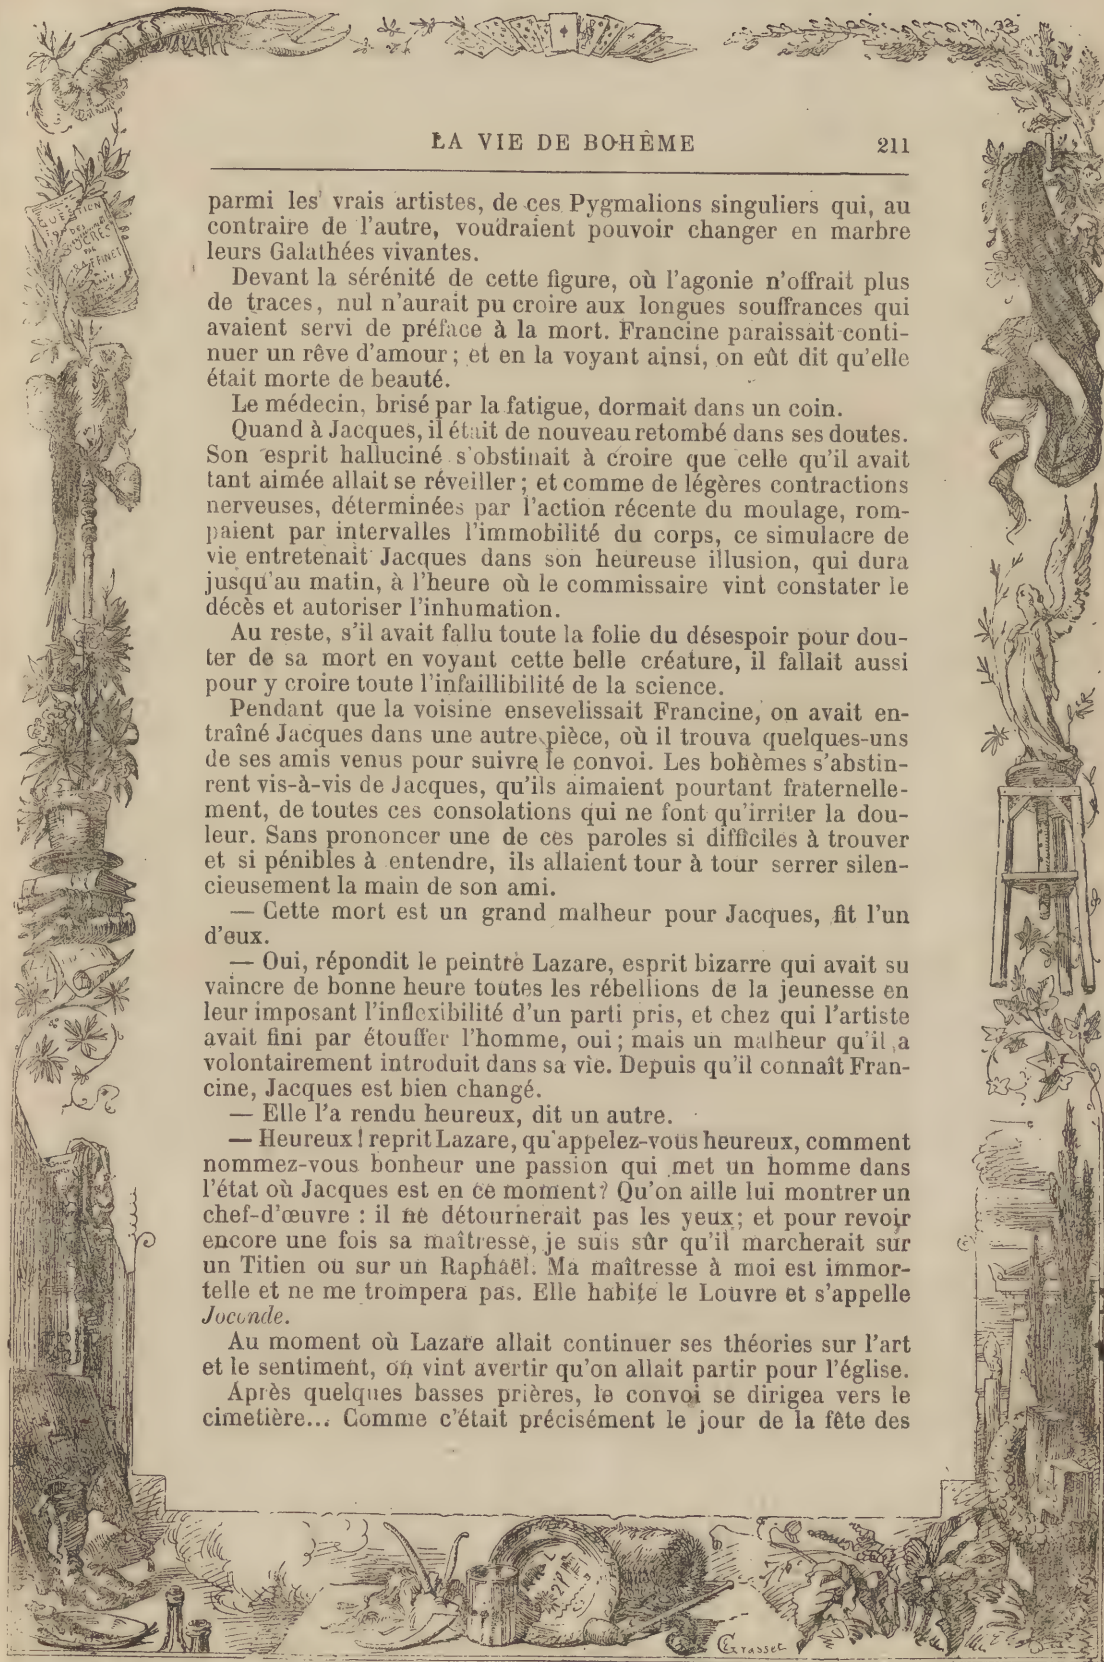 LA VIE DE BOHÈME 211
parmi les vrais artistes, de ces Pygmalions singuliers qui, au
contraire de l'autre, voudraient pouvoir changer en marbre
leurs Galathées vivantes.
Devant la sérénité de cette figure, où l'agonie n'offrait plus
de traces, nul n'aurait pu croire aux longues souffrances qui
avaient servi de préface à la mort. Francine paraissait conti-
nuer un rêve d'amour ; et en la voyant ainsi, on eût dit qu'elle
était morte de beauté.
Le médecin, brisé par la fatigue, dormait dans un coin.
Quand à Jacques, il était de nouveau retombé dans ses doutes.
Son esprit halluciné s'obstinait à croire que celle qu'il avait
tant aimée allait se réveiller ; et comme de légères contractions
nerveuses, déterminées par l'action récente du moulage, rom-
paient par intervalles l'immobilité du corps, ce simulacre de
vie entretenait Jacques dans son heureuse illusion, qui dura
jusqu'au matin, à l'heure où le commissaire vint constater le
décès et autoriser l'inhumation.
Au reste, s'il avait fallu toute la folie du désespoir pour dou-
ter de sa mort en voyant cette belle créature, il fallait aussi
pour y croire toute l'infaillibilité de la science.
Pendant que la voisine ensevelissait Francine, on avait en-
traîné Jacques dans une autre pièce, où il trouva quelques-uns
de ses amis venus pour suivre le convoi. Les bohèmes s'abstin-
rent vis-à-vis de Jacques, qu'ils aimaient pourtant fraternelle-
ment, de toutes ces consolations qui ne font qu'irriter la dou-
leur. Sans prononcer une de ces paroles si difficiles à trouver
et si pénibles à entendre, ils allaient tour à tour serrer silen-
cieusement la main de son ami.
— Cette mort est un grand malheur pour Jacques, fit l'un
d'eux.
— Oui, répondit le peintre Lazare, esprit bizarre qui avait su
vaincre de bonne heure toutes les rébellions de la jeunesse en
leur imposant l'inflexibilité d'un parti pris, et chez qui l'artiste
avait fini par étouffer l'homme, oui ; mais un malheur qu'il a
volontairement introduit dans sa vie. Depuis qu'il connaît Fran-
cine, Jacques est bien changé.
— Elle l'a rendu heureux, dit un autre.
— Heureux ! reprit Lazare, qu'appelez-vous heureux, comment
nommez-vous bonheur une passion qui met un homme dans
l'état où Jacques est en ce moment? Qu'on aille lui montrer un
chef-d'œuvre : il ne détournerait pas les yeux; et pour revoir
encore une fois sa maîtresse, je suis sûr qu'il marcherait sur
un Titien ou sur un Raphaël. Ma maîtresse à moi est immor-
telle et ne me trompera pas. Elle habite le Louvre et s'appelle
Joconde.
Au moment où Lazare allait continuer ses théories sur l'art
et le sentiment, on vint avertir qu'on allait partir pour l'église.
Après quelques basses prières, le convoi se dirigea vers le
cimetière... Comme c'était précisément le jour de la fête des
Grasset